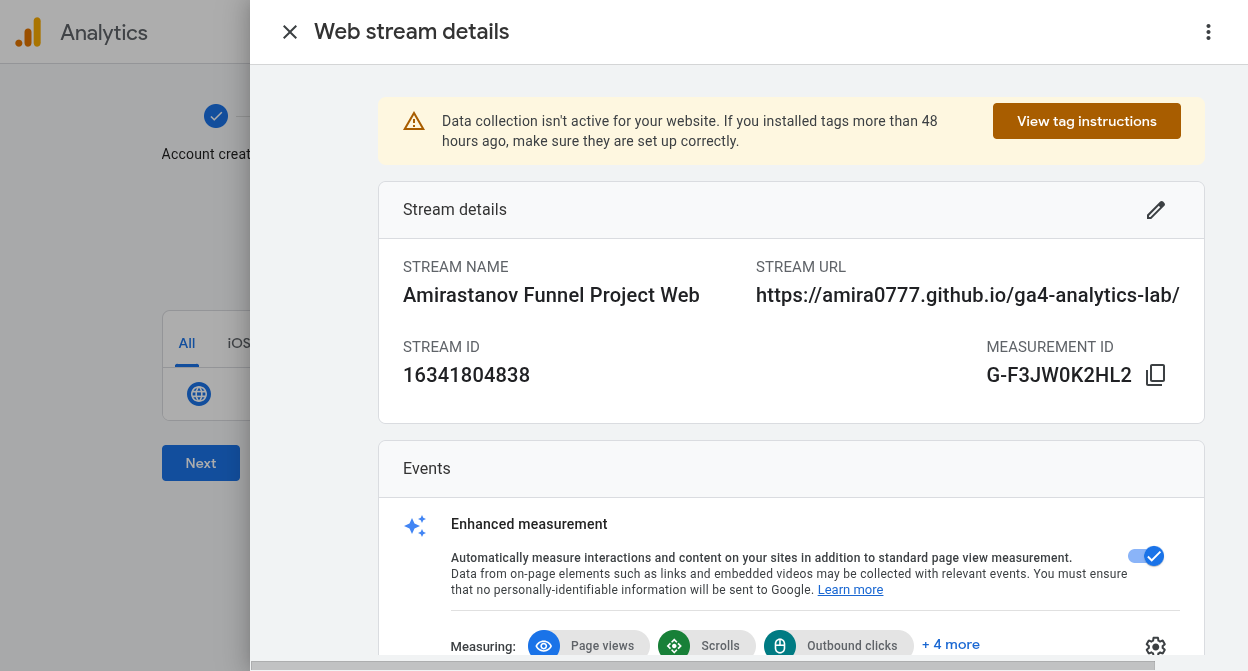 Analytics
Web stream details
Account creat
Data collection isn't active for your website. If you installed tags more than 48
hours ago, make sure they are set up correctly.
View tag instructions
Stream details
STREAM NAME
STREAM URL
Amirastanov Funnel Project Web
https://amira0777.github.io/ga4-analytics-lab/
STREAM ID
MEASUREMENT ID
16341804838
G-F3JW0K2HL2
All
iOS
Next
Events
Enhanced measurement
Automatically measure interactions and content on your sites in addition to standard page view measurement.
Data from on-page elements such as links and embedded videos may be collected with relevant events. You must ensure
that no personally-identifiable information will be sent to Google. Learn more
Measuring:
Page views
Scrolls
Outbound clicks
+ 4 more